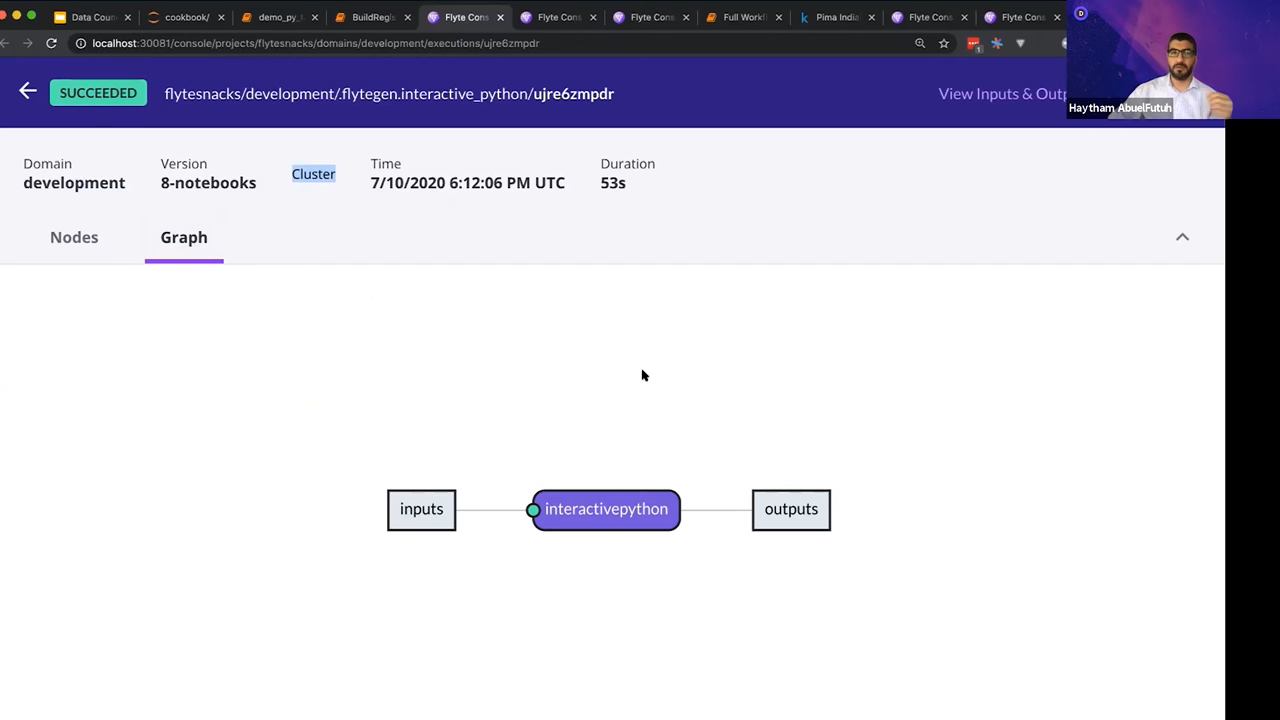 Data Counc
cookbook/
demo_py_t
BuildRegis
Flyte Cons
Flyte Cons
Flyte Cons
Full Workfl
Pima India
Flyte Cons
Flyte Cons
localhost:30081/console/projects/flytesnacks/domains/development/executions/ujre6zmpdr
SUCCEEDED
flytesnacks/development/.flytegen.interactive_python/ujre6zmpdr
View Inputs & Outp
Haytham AbuelFutuh
Domain
development
Version
8-notebooks
Cluster
Time
7/10/2020 6:12:06 PM UTC
Duration
53s
Nodes
Graph
inputs
interactivepython
outputs